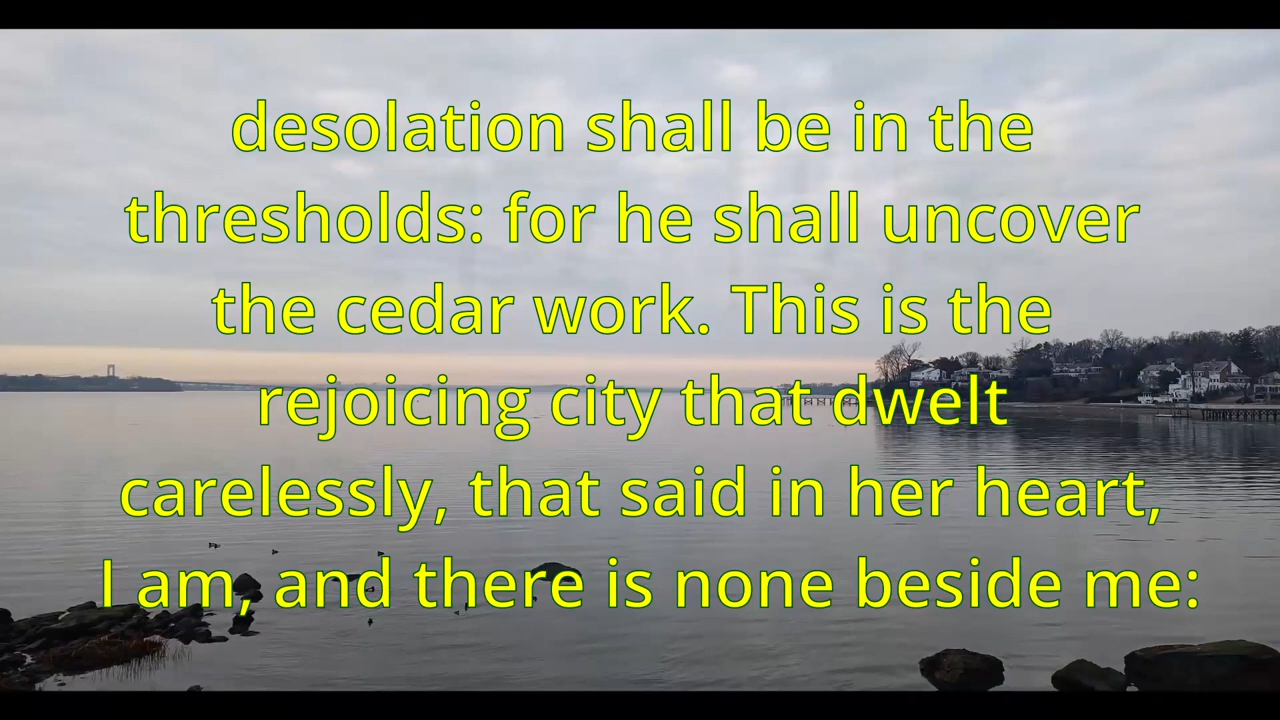 desolation shall be in the
thresholds: for he shall uncover
the cedar work. This is the
rejoicing city that dwelt
carelessly, that said in her heart,
I am, and there is none beside me: